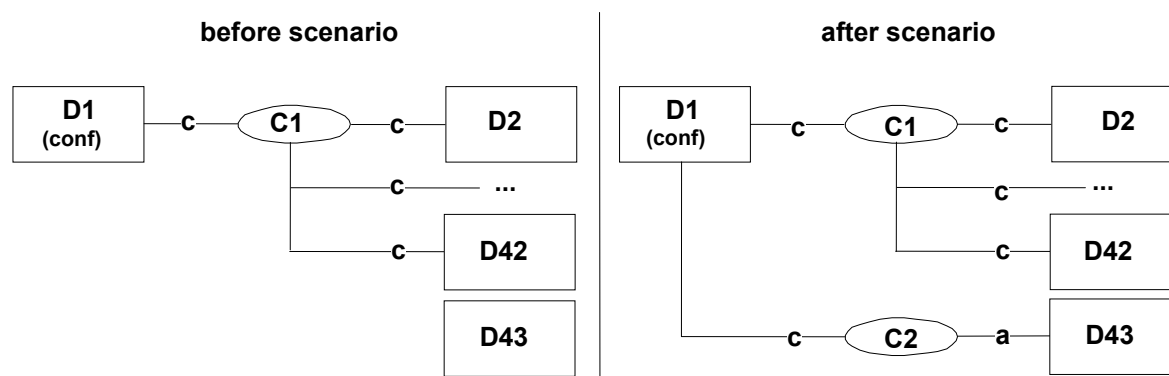 before scenario
D1
(conf)
c
C1
c
D2
c
...
c
D42
D43
after scenario
D1
(conf)
c
C1
c
D2
c
...
c
D42
c
C2
a
D43